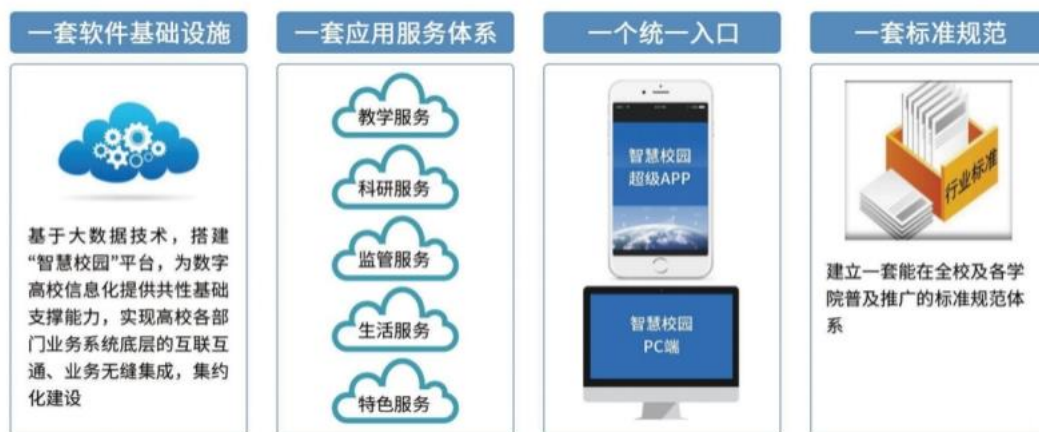 一套软件基础设施
一套应用服务体系
一个统一入口
一套标准规范
基于大数据技术，搭建
“智慧校园”平台，为数字
高校信息化提供共性基础
支撑能力，实现高校各部
门业务系统底层的互联互
通、业务无缝集成，集约
化建设
教学服务
科研服务
监管服务
生活服务
特色服务
智慧校园
超级APP
智慧校园
PC端
行业标准
建立一套能在全校及各学
院普及推广的标准规范体
系